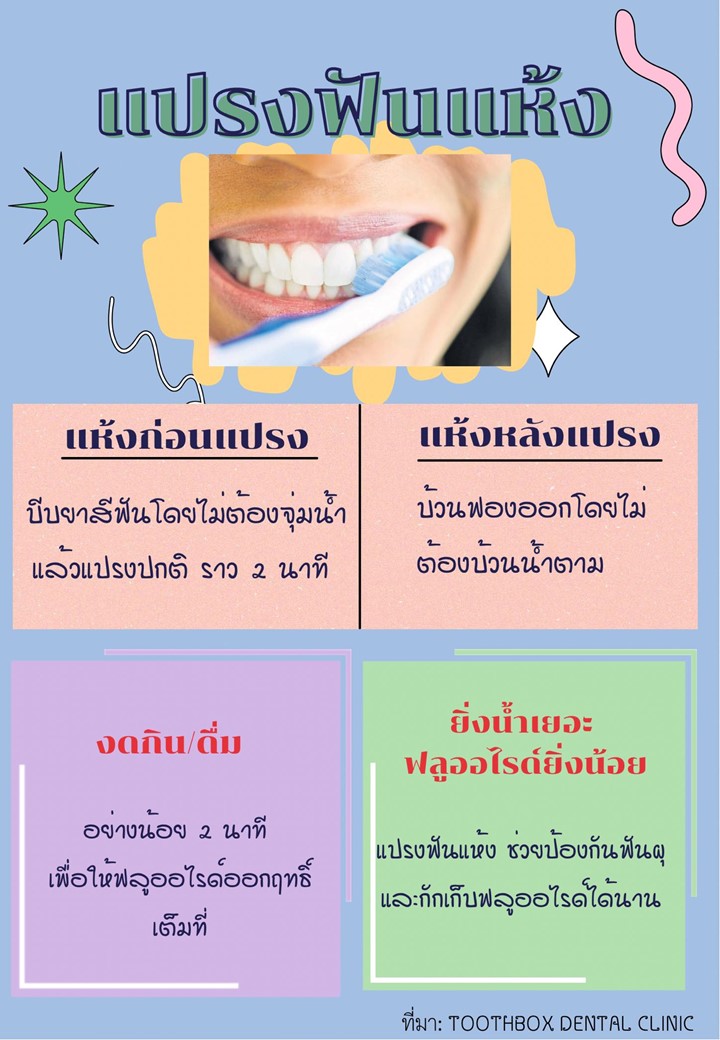 แปรงฟันแห้ง
แห้งก่อนแปรง
บีบยาสีฟันโดยไม่ต้องจุ่มน้ำ
แล้วแปรงปกติ ราว 2 นาที
แห้งหลังแปรง
บ้วนฟองออกโดยไม่
ต้องบ้วนน้ำตาม
งดกิน/ดื่ม
อย่างน้อย 2 นาที
เพื่อให้ฟลูออไรด์ออกฤทธิ์
เต็มที่
ยิ่งน้ำเยอะ
ฟลูออไรด์ยิ่งน้อย
แปรงฟันแห้ง ช่วยป้องกันฟันผุ
และกักเก็บฟลูออไรด์ได้นาน
ที่มา: TOOTHBOX DENTAL CLINIC